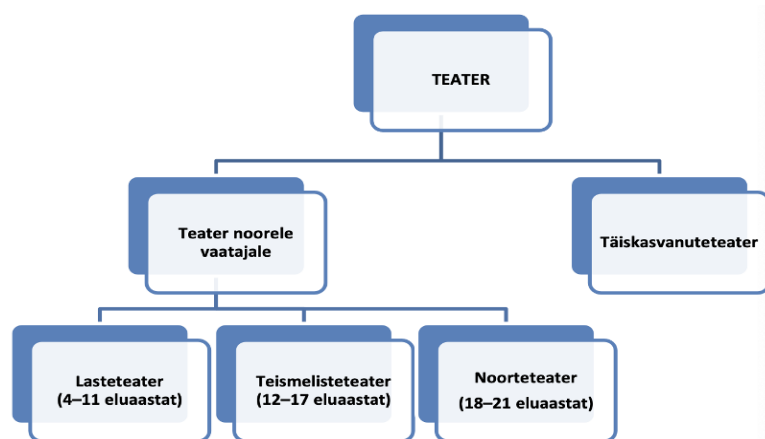 TEATER
Teater noorele
vaatajale
Täiskasvanuteteater
Lasteteater
(4–11 eluaastat)
Teismelisteteater
(12–17 eluaastat)
Noorteteater
(18–21 eluaastat)